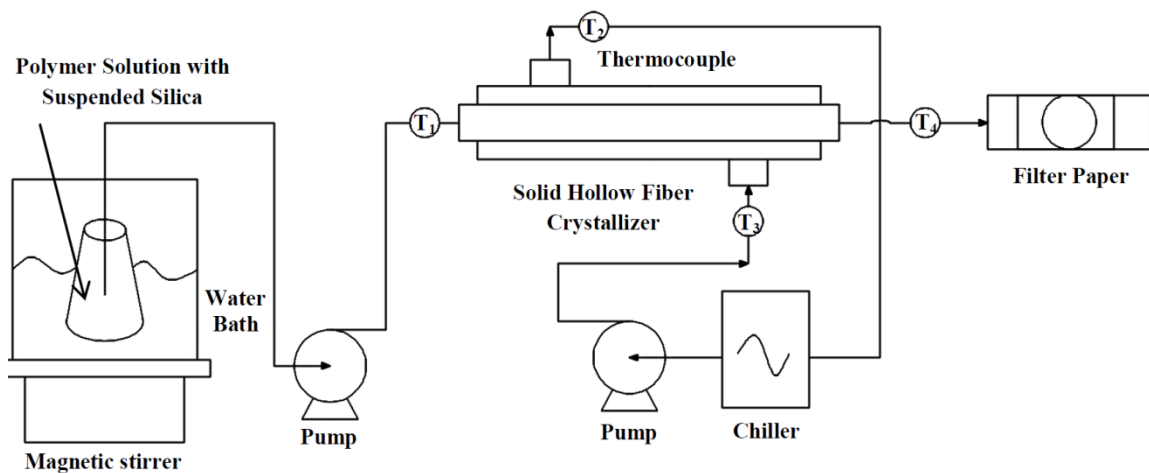 Polymer Solution with
Suspended Silica
T2
Thermocouple
T1
T4
Filter Paper
Solid Hollow Fiber
Crystallizer
T3
Water
Bath
Pump
Pump
Chiller
Magnetic stirrer